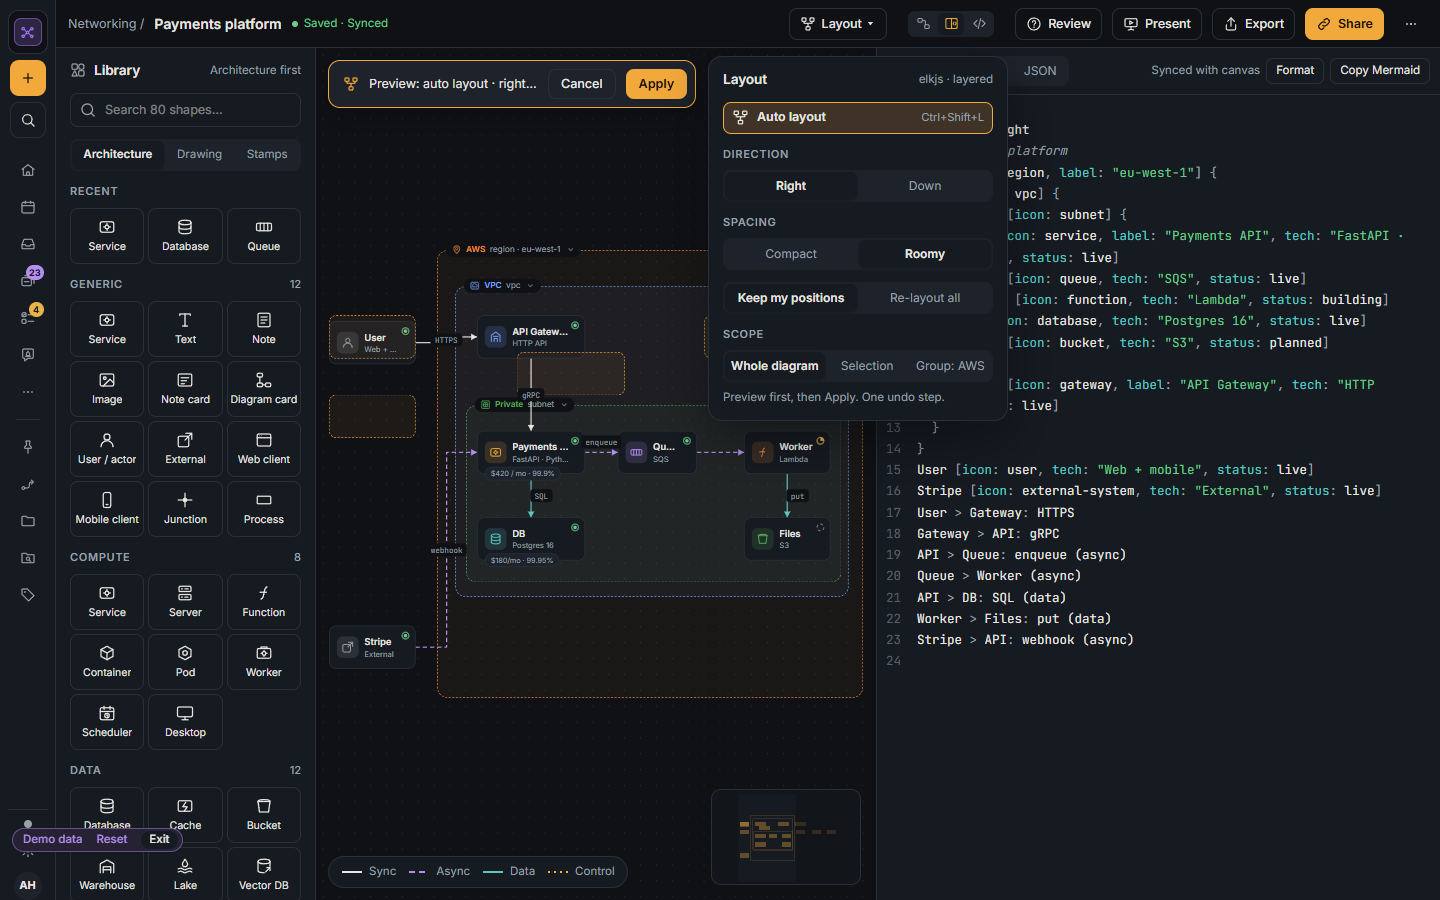 Networking / Payments platform Saved · Synced
Layout
Review
Present
Export
Share
Library
Architecture first
Search 80 shapes...
Architecture
Drawing
Stamps
RECENT
Service
Database
Queue
GENERIC
12
Service
Text
Note
Image
Note card
Diagram card
User / actor
External
Web client
Mobile client
Junction
Process
COMPUTE
8
Service
Server
Function
Container
Pod
Worker
Scheduler
Desktop
DATA
12
Database
Cache
Bucket
Warehouse
Lake
Vector DB
23
4
Demo data
Reset
Exit
AH
Preview: auto layout · right...
Cancel
Apply
AWS region · eu-west-1
VPC vpc
User
Web + ...
HTTPS
API Gatew...
HTTP API
gRPC
Private subnet
Payments ...
FastAPI · Pyth...
$420 / mo · 99.9%
enqueue
Qu...
SQS
Worker
Lambda
SQL
put
DB
Postgres 16
$180/mo · 99.95%
Files
S3
webhook
Stripe
External
Sync
Async
Data
Control
Layout
elkjs · layered
Auto layout
Ctrl+Shift+L
DIRECTION
Right
Down
SPACING
Compact
Roomy
Keep my positions
Re-layout all
SCOPE
Whole diagram
Selection
Group: AWS
Preview first, then Apply. One undo step.
JSON
Synced with canvas
Format
Copy Mermaid
ght
platform
egion, label: "eu-west-1"] {
vpc] {
[icon: subnet] {
con: service, label: "Payments API", tech: "FastAPI ·
, status: live]
[icon: queue, tech: "SQS", status: live]
[icon: function, tech: "Lambda", status: building]
on: database, tech: "Postgres 16", status: live]
[icon: bucket, tech: "S3", status: planned]
[icon: gateway, label: "API Gateway", tech: "HTTP
: live]
13 }
14 }
15 User [icon: user, tech: "Web + mobile", status: live]
16 Stripe [icon: external-system, tech: "External", status: live]
17 User > Gateway: HTTPS
18 Gateway > API: gRPC
19 API > Queue: enqueue (async)
20 Queue > Worker (async)
21 API > DB: SQL (data)
22 Worker > Files: put (data)
23 Stripe > API: webhook (async)
24